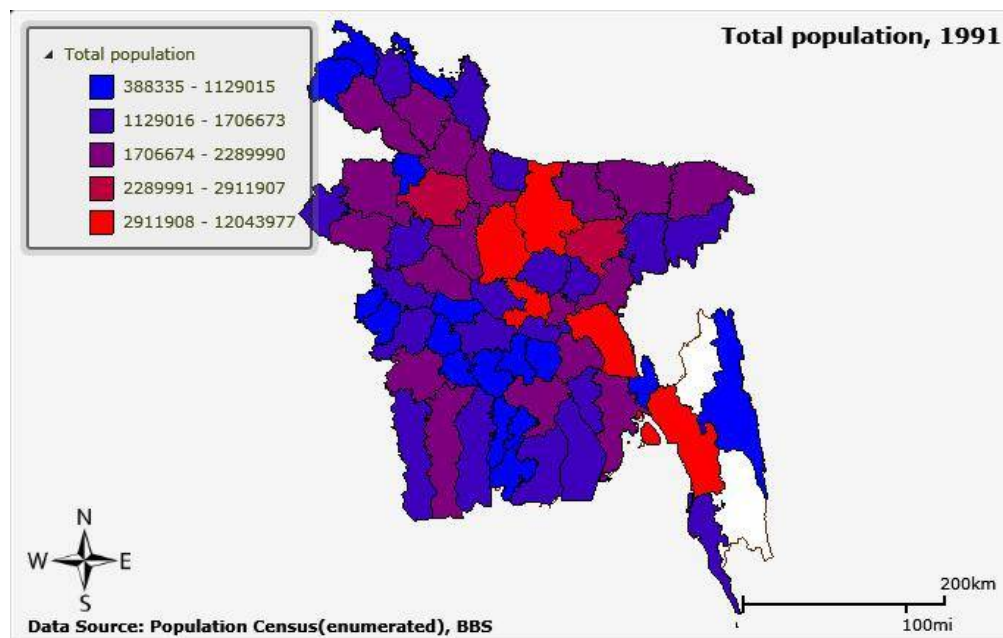 Total population, 1991
Total population
388335 - 1129015
1129016 - 1706673
1706674 - 2289990
2289991 - 2911907
2911908 - 12043977
N
W E
S
200km
100mi
Data Source: Population Census(enumerated), BBS